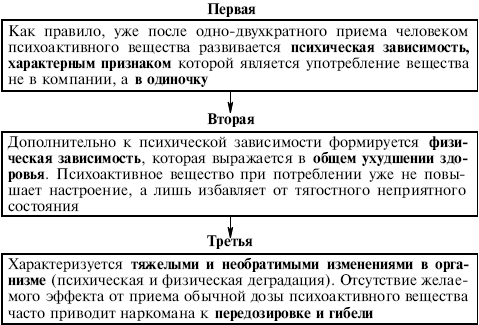 Первая
Как правило, уже после одно-двухкратного приема человеком
психоактивного вещества развивается психическая зависимость,
характерным признаком которой является употребление вещества
не в компании, а в одиночку
Вторая
Дополнительно к психической зависимости формируется физи-
ческая зависимость, которая выражается в общем ухудшении здо-
ровья. Психоактивное вещество при потреблении уже не повы-
шает настроение, а лишь избавляет от тягостного неприятного
состояния
Третья
Характеризуется тяжелыми и необратимыми изменениями в орга-
низме (психическая и физическая деградация). Отсутствие желае-
мого эффекта от приема обычной дозы психоактивного вещества
часто приводит наркомана к передозировке и гибели